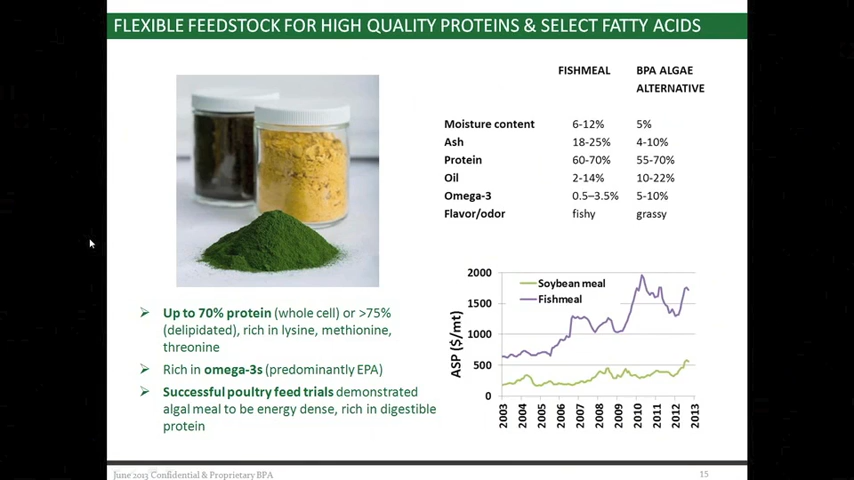 FLEXIBLE FEEDSTOCK FOR HIGH QUALITY PROTEINS & SELECT FATTY ACIDS
FISHMEAL BPA ALGAE
ALTERNATIVE
Moisture content 6-12% 5%
Ash 18-25% 4-10%
Protein 60-70% 55-70%
Oil 2-14% 10-22%
Omega-3 0.5–3.5% 5-10%
Flavor/odor fishy grassy
Up to 70% protein (whole cell) or >75%
(delipidated), rich in lysine, methionine,
threonine
Rich in omega-3s (predominantly EPA)
Successful poultry feed trials demonstrated
algal meal to be energy dense, rich in digestible
protein
ASP ($/mt)
2000
1500
1000
500
0
Soybean meal
Fishmeal
2003 2004 2005 2006 2007 2008 2009 2010 2011 2012 2013
June 2013 Confidential & Proprietary BPA
15